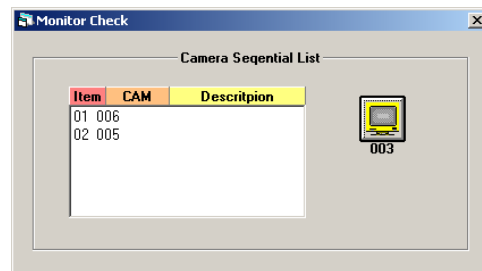 Monitor Check
Camera Seqential List
Item CAM Descritpion
01 006
02 005
003